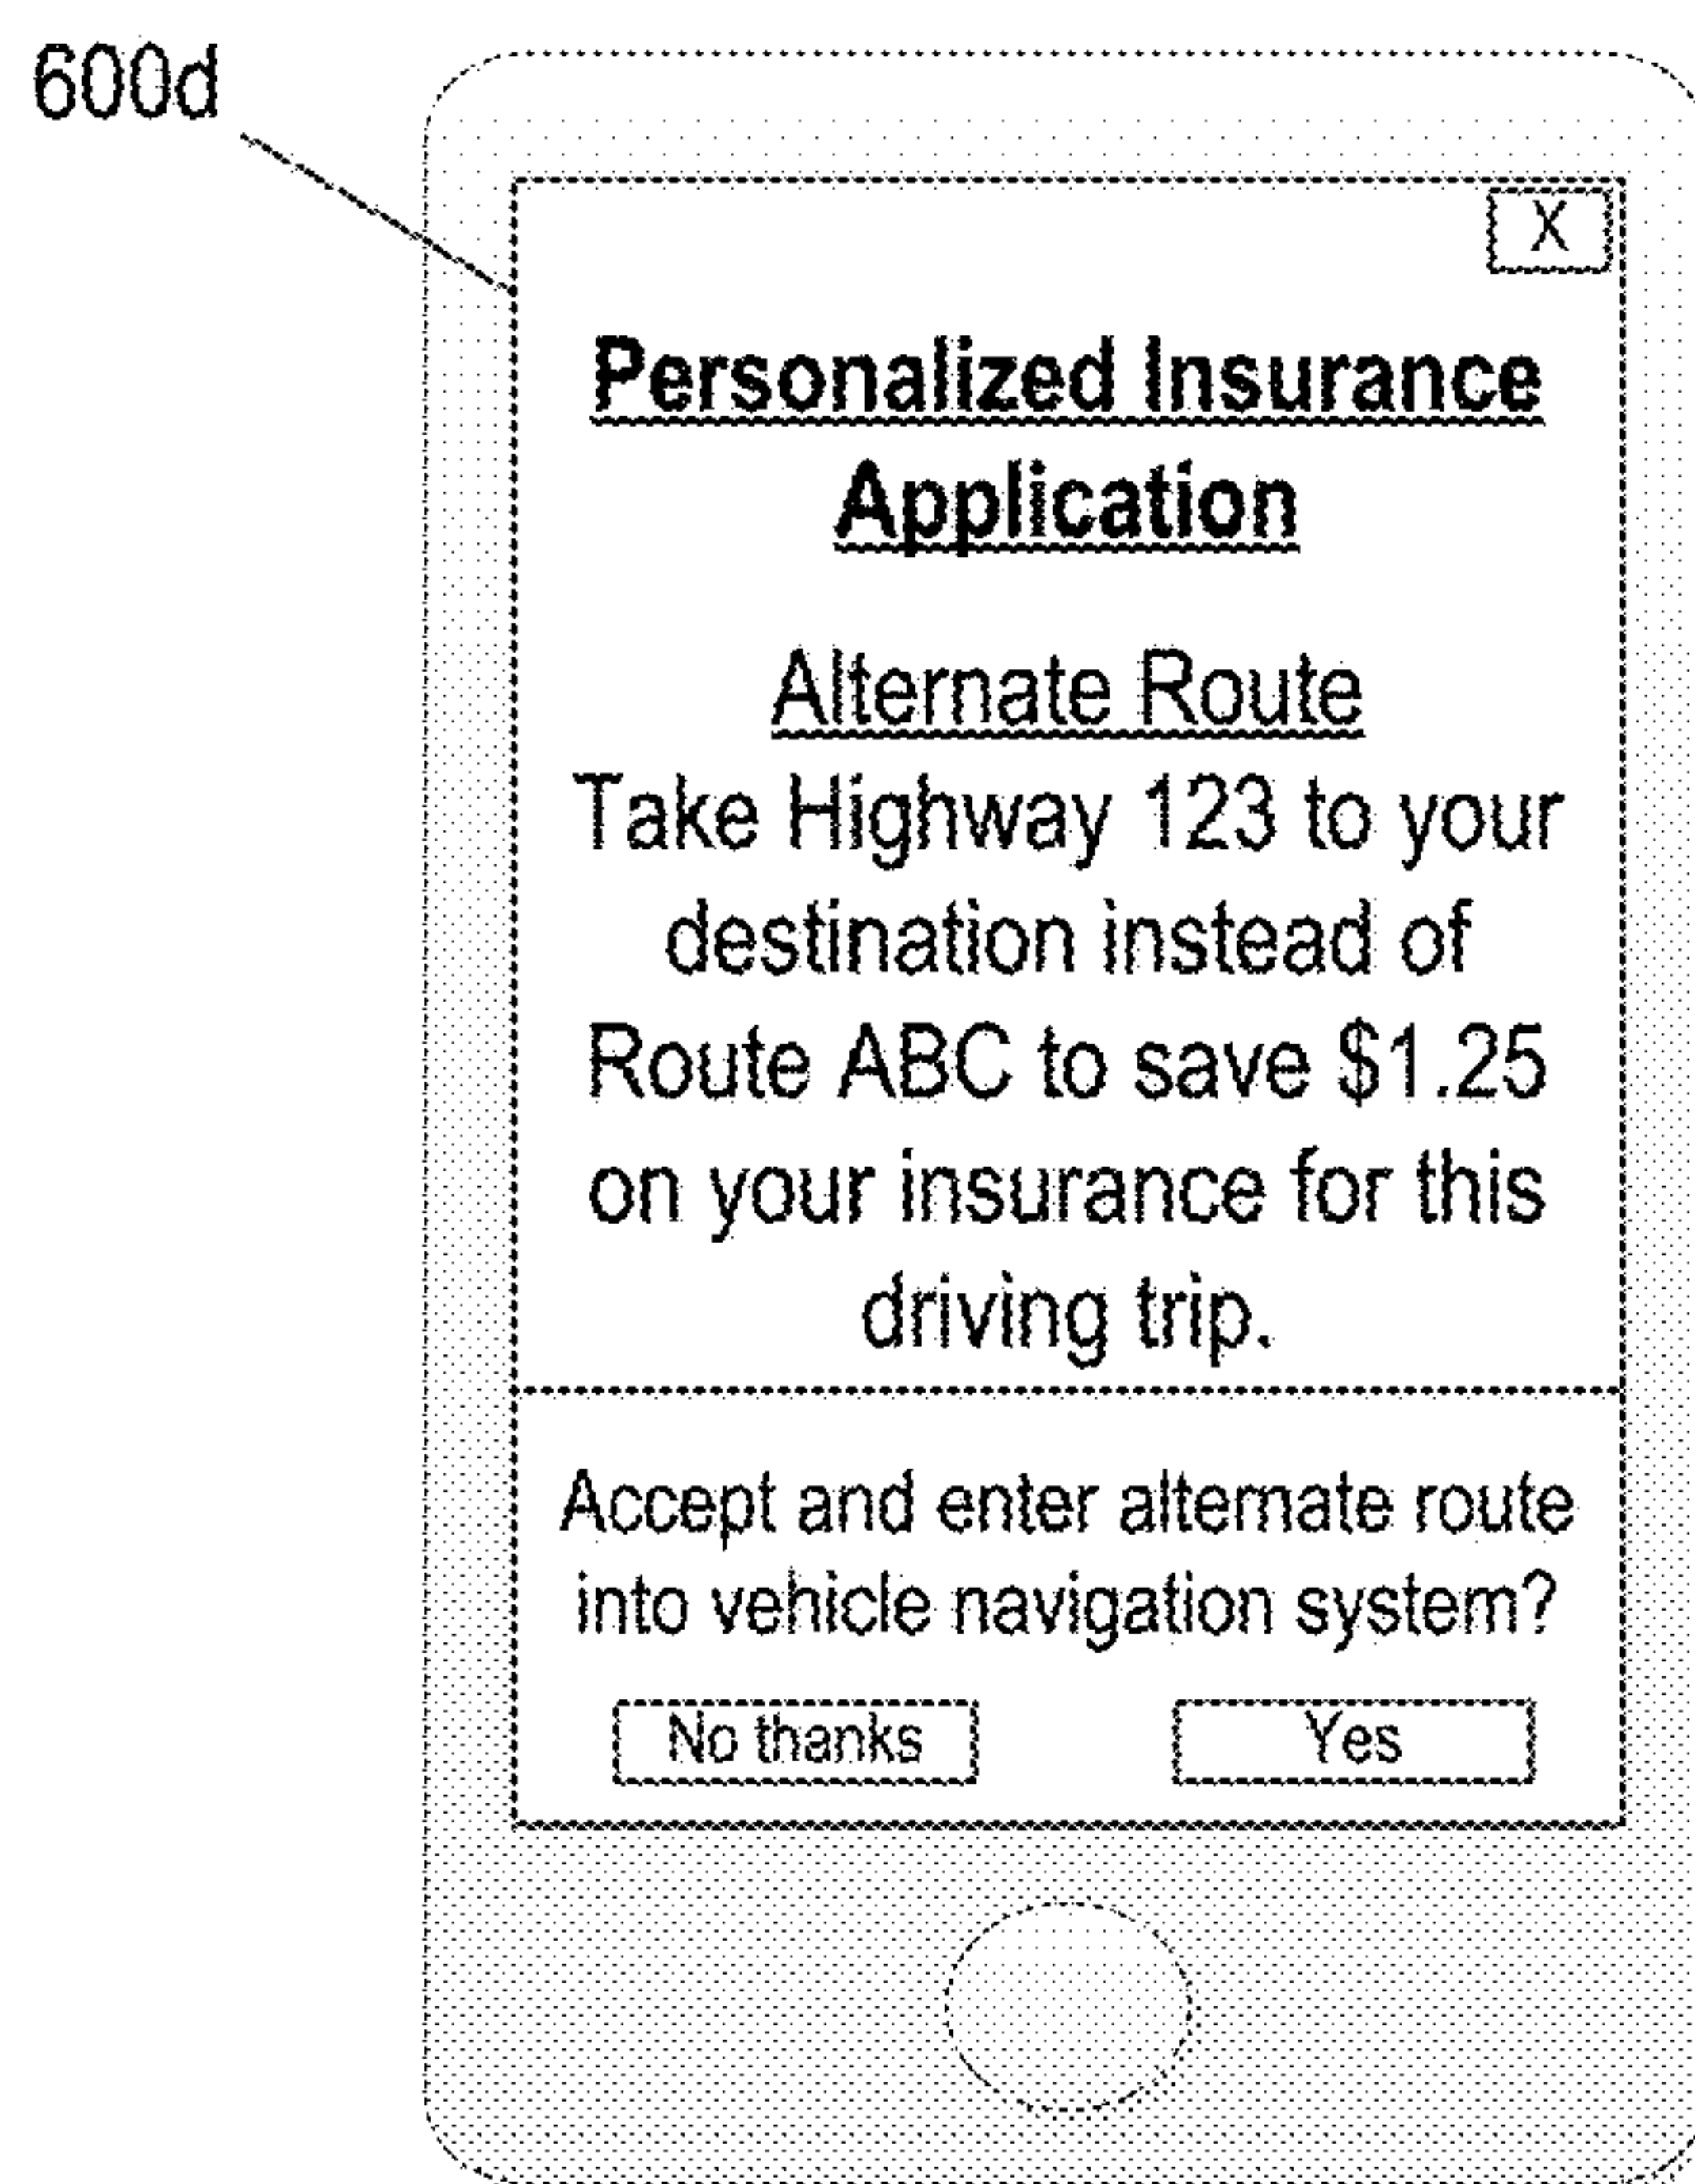 600d
X
Personalized Insurance
Application
Alternate Route
Take Highway 123 to your
destination instead of
Route ABC to save $1.25
on your insurance for this
driving trip.
Accept and enter alternate route
into vehicle navigation system?
No thanks
Yes